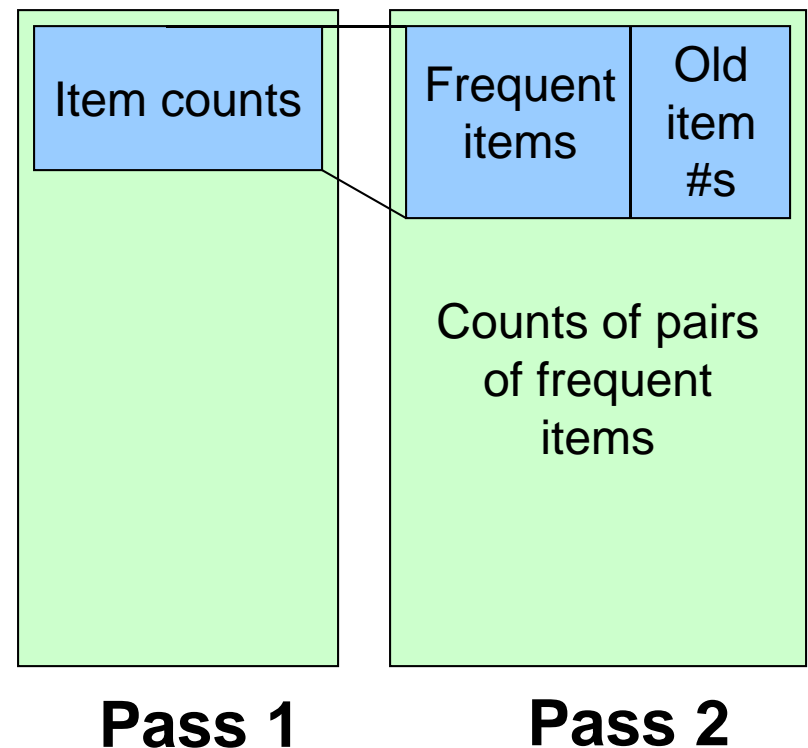 Item counts
Frequent
items
Old
item
#s
Counts of pairs
of frequent
items
Pass 1
Pass 2